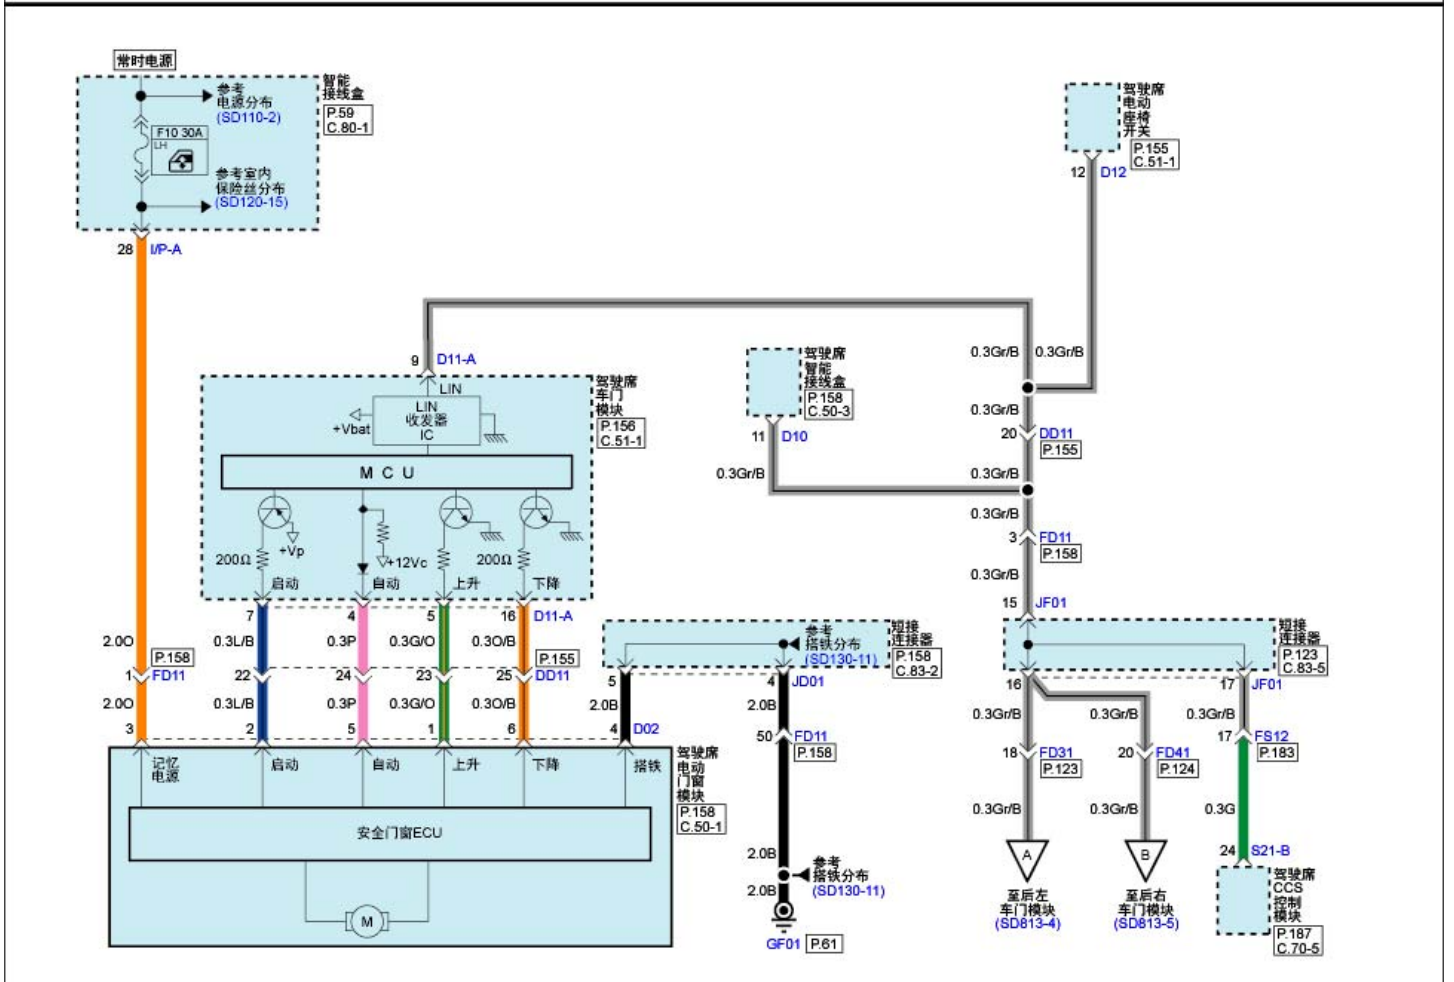 常时电源
智能
接线盒
P.59
C.80-1
参考
电源分布
(SD110-2)
F10 30A
LH
参考室内
保险丝分布
(SD120-15)
28
I/P-A
驾驶席
电动
座椅
开关
P.155
C.51-1
12
D12
9
D11-A
0.3Gr/B
0.3Gr/B
驾驶席
智能
接线盒
P.158
C.50-3
11
D10
0.3Gr/B
0.3Gr/B
20
DD11
P.155
0.3Gr/B
0.3Gr/B
3
FD11
P.158
0.3Gr/B
15
JF01
驾驶席
车门
模块
P.156
C.51-1
LIN
LIN
收发器
IC
+Vbat
M C U
+Vp
+12Vc
200Ω
200Ω
启动
自动
上升
下降
7
4
5
16
D11-A
2.0O
0.3L/B
0.3P
0.3G/O
0.3O/B
P.158
P.155
1
FD11
22
24
23
25
DD11
2.0O
0.3L/B
0.3P
0.3G/O
0.3O/B
3
2
5
1
6
4
D02
短接
连接器
P.158
C.83-2
参考
搭铁分布
(SD130-11)
5
4
JD01
2.0B
2.0B
50
FD11
P.158
短接
连接器
P.123
C.83-5
16
17
JF01
0.3Gr/B
0.3Gr/B
0.3Gr/B
18
FD31
P.123
20
FD41
P.124
17
FS12
P.183
0.3Gr/B
0.3Gr/B
0.3G
24
S21-B
记忆
电源
启动
自动
上升
下降
搭铁
驾驶席
电动
门窗
模块
P.158
C.50-1
安全门窗ECU
M
2.0B
参考
搭铁分布
(SD130-11)
2.0B
GF01
P.61
A
至后左
车门模块
(SD813-4)
B
至后右
车门模块
(SD813-5)
驾驶席
CCS
控制
模块
P.187
C.70-5